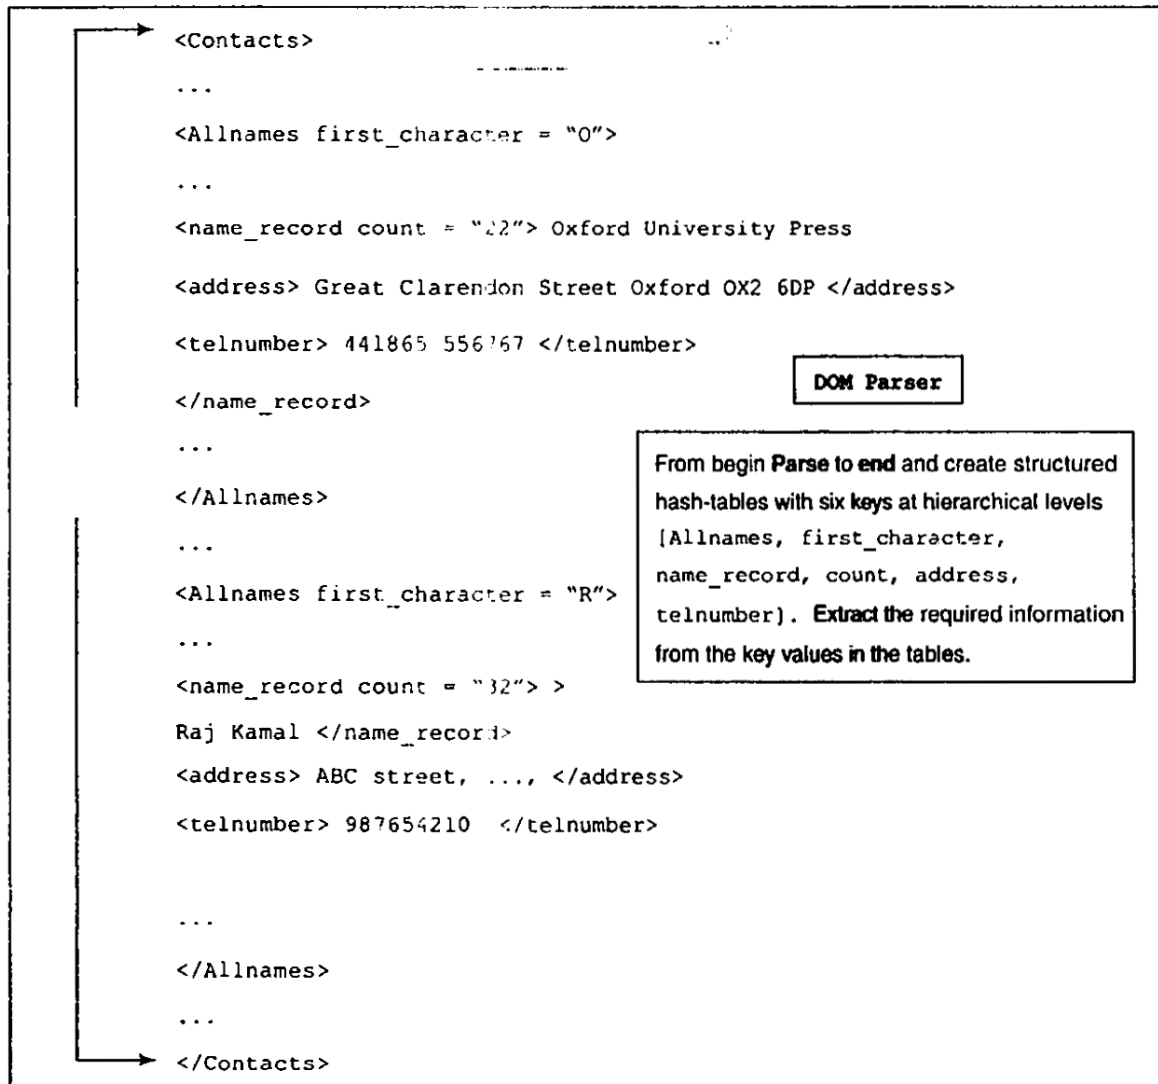 <Contacts>
...
<Allnames first_character = "O">
...
<name_record count = "22"> Oxford University Press
<address> Great Clarendon Street Oxford OX2 6DP </address>
<telnumber> 441865 556767 </telnumber>
</name_record>
...
</Allnames>
...
<Allnames first_character = "R">
...
<name_record count = "32"> >
Raj Kamal </name_record>
<address> ABC street, ..., </address>
<telnumber> 987654210 </telnumber>
...
</Allnames>
...
</Contacts>
DOM Parser
From begin Parse to end and create structured
hash-tables with six keys at hierarchical levels
[Allnames, first_character,
name_record, count, address,
telnumber]. Extract the required information
from the key values in the tables.